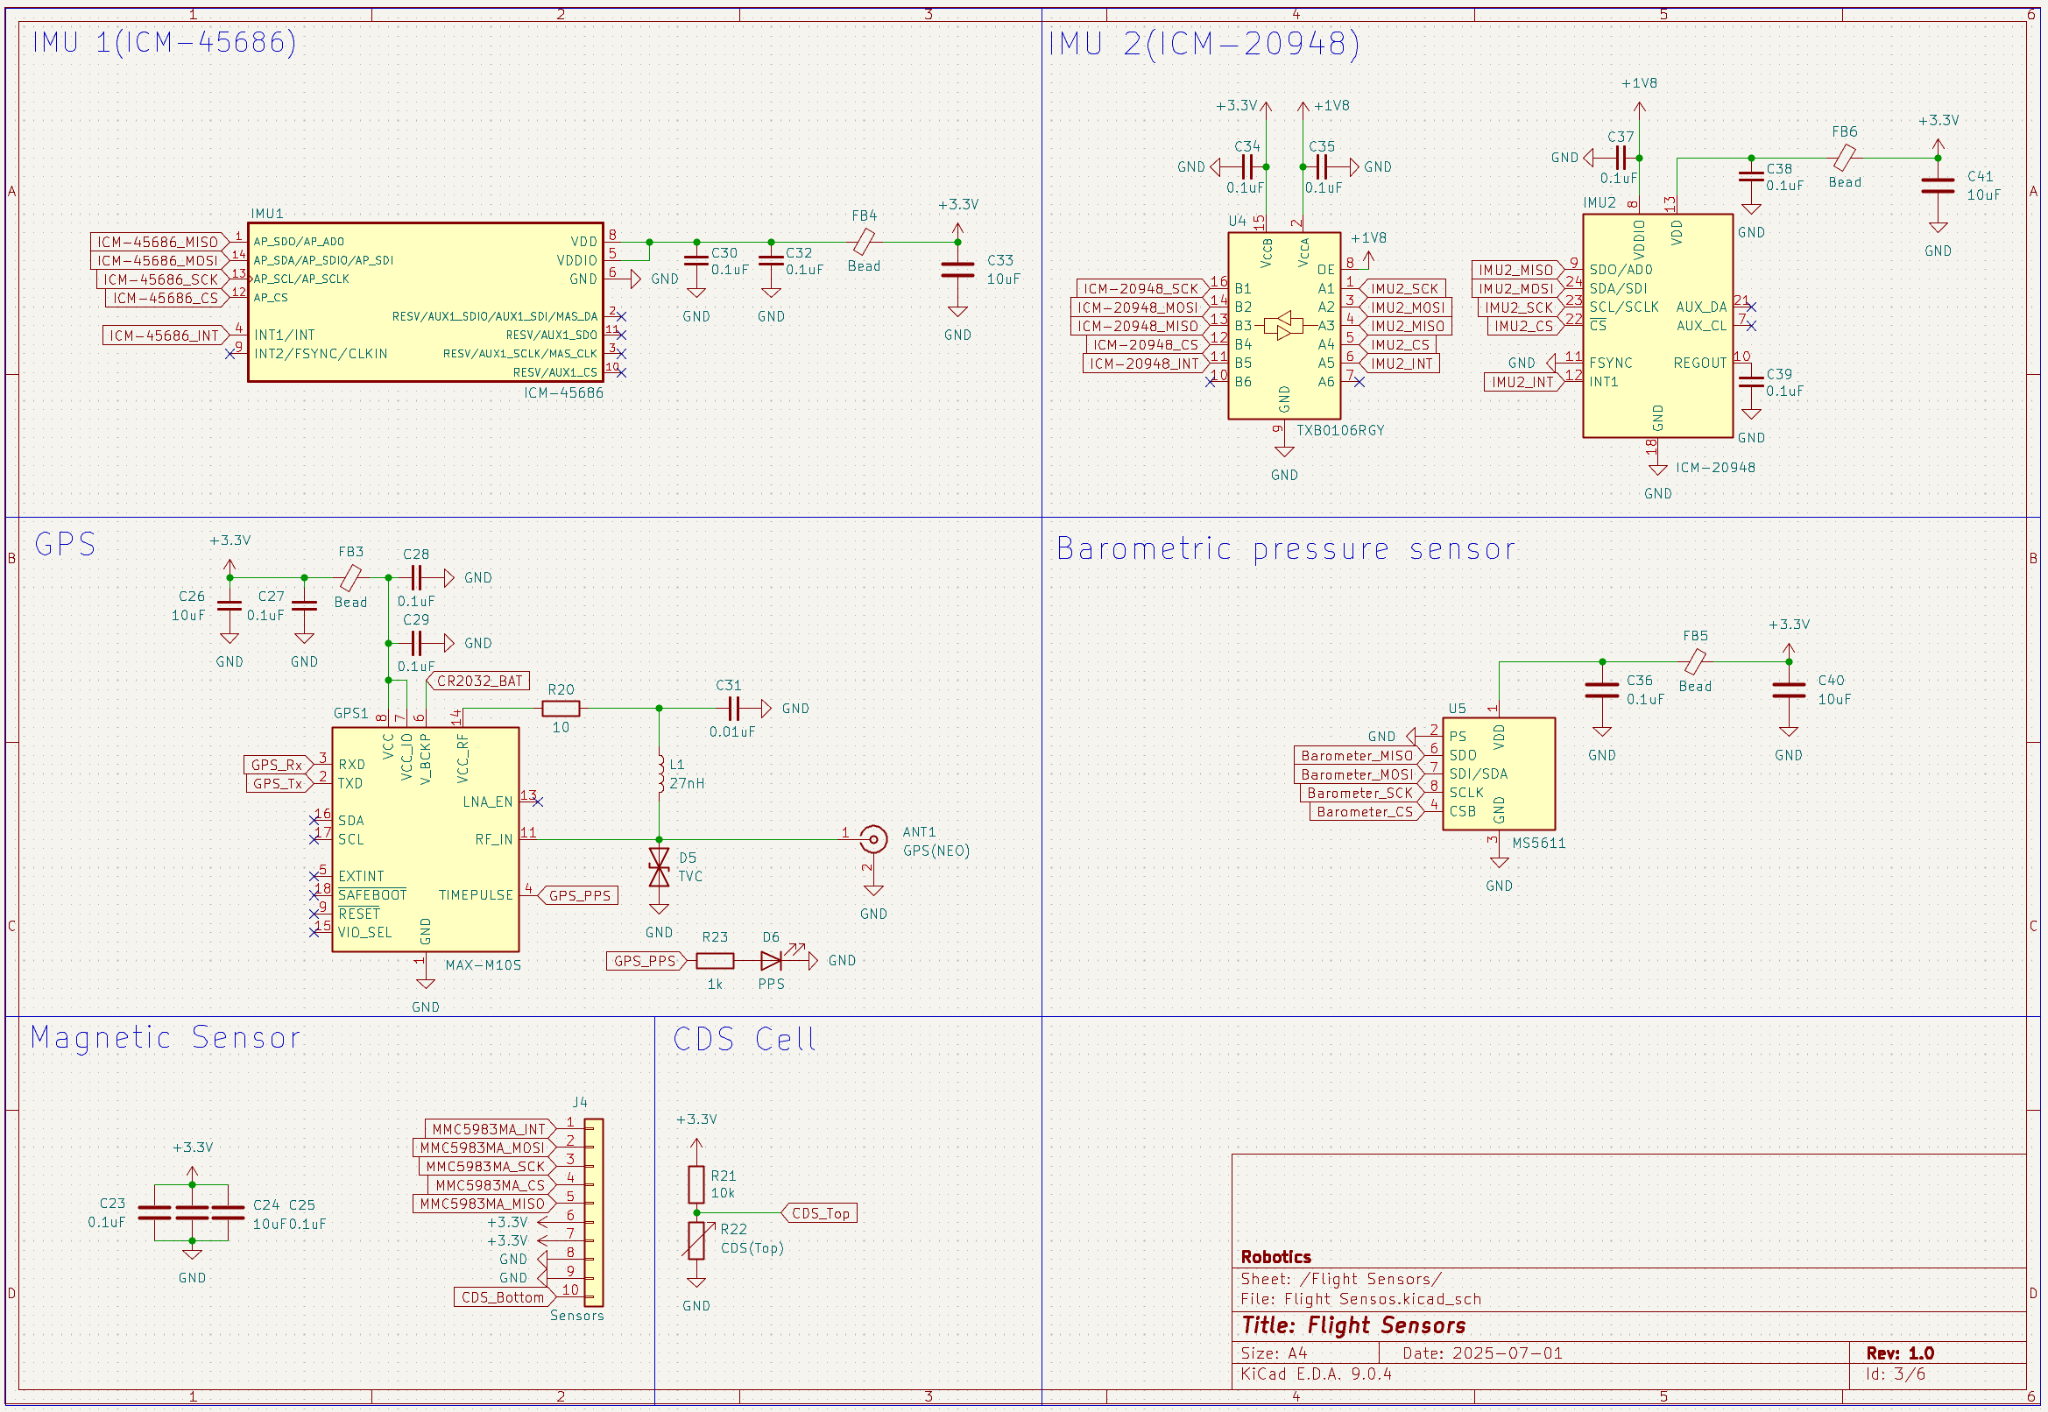 1 2 3 4 5 6
A
B
C
D
IMU 1(ICM-45686)
+3.3V
FB4
Bead
C30
0.1uF
C32
0.1uF
C33
10uF
GND
GND
GND
GND
IMU1
ICM-45686_MISO 1 AP_SDO/AP_AD0
ICM-45686_MOSI 14 AP_SDA/AP_SDIO/AP_SDI
ICM-45686_SCK 13 AP_SCL/AP_SCLK
ICM-45686_CS 12 AP_CS
ICM-45686_INT 4 INT1/INT
9 INT2/FSYNC/CLKIN
VDD 8
VDDIO 5
GND 6
RESV/AUX1_SDIO/AUX1_SDI/MAS_DA 2
RESV/AUX1_SDO 11
RESV/AUX1_SCLK/MAS_CLK 3
RESV/AUX1_CS 10
ICM-45686
IMU 2(ICM-20948)
+3.3V
+1V8
GND
C34
0.1uF
C35
0.1uF
GND
U4
15
2
VCCB
VCCA
+1V8
OE 8
ICM-20948_SCK 16 B1
ICM-20948_MOSI 14 B2
ICM-20948_MISO 13 B3
ICM-20948_CS 12 B4
ICM-20948_INT 11 B5
10 B6
A1 1 IMU2_SCK
A2 3 IMU2_MOSI
A3 4 IMU2_MISO
A4 5 IMU2_CS
A5 6 IMU2_INT
A6 7
GND
9
TXB0106RGY
GND
+1V8
GND
C37
0.1uF
FB6
Bead
+3.3V
C38
0.1uF
GND
C41
10uF
GND
IMU2
8
13
VDDIO
VDD
IMU2_MISO 9 SDO/AD0
IMU2_MOSI 24 SDA/SDI
IMU2_SCK 23 SCL/SCLK
IMU2_CS 22 CS
GND 11 FSYNC
IMU2_INT 12 INT1
AUX_DA 21
AUX_CL 7
REGOUT 10
C39
0.1uF
GND
GND
18
ICM-20948
GND
GPS
+3.3V
FB3
Bead
C26
10uF
C27
0.1uF
GND
GND
C28
0.1uF
GND
C29
0.1uF
GND
CR2032_BAT
R20
10
C31
0.01uF
GND
GPS1
8
7
6
14
VCC
VCC_IO
V_BCKP
VCC_RF
GPS_Rx 3 RXD
GPS_Tx 2 TXD
16 SDA
17 SCL
5 EXTINT
18 SAFEBOOT
9 RESET
15 VIO_SEL
LNA_EN 13
RF_IN 11
TIMEPULSE 4 GPS_PPS
GND
1
MAX-M10S
GND
L1
27nH
D5
TVC
GND
1
2
ANT1
GPS(NEO)
GND
GPS_PPS
R23
1k
D6
PPS
GND
Barometric pressure sensor
+3.3V
FB5
Bead
C36
0.1uF
GND
C40
10uF
GND
U5
1
VDD
GND 2 PS
Barometer_MISO 6 SDO
Barometer_MOSI 7 SDI/SDA
Barometer_SCK 8 SCLK
Barometer_CS 4 CSB
GND
3
MS5611
GND
Magnetic Sensor
+3.3V
C23
0.1uF
C24 C25
10uF0.1uF
GND
J4
MMC5983MA_INT 1
MMC5983MA_MOSI 2
MMC5983MA_SCK 3
MMC5983MA_CS 4
MMC5983MA_MISO 5
+3.3V 6
+3.3V 7
GND 8
GND 9
CDS_Bottom 10
Sensors
CDS Cell
+3.3V
R21
10k
CDS_Top
R22
CDS(Top)
GND
Robotics
Sheet: /Flight Sensors/
File: Flight Sensos.kicad_sch
Title: Flight Sensors
Size: A4 Date: 2025-07-01 Rev: 1.0
KiCad E.D.A. 9.0.4 Id: 3/6
1 2 3 4 5 6
A
B
C
D